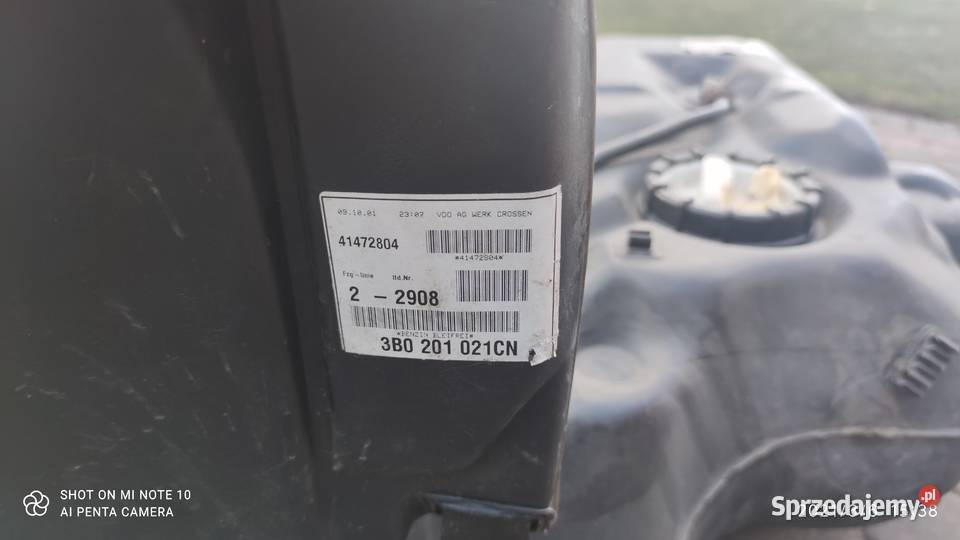 09.10.01 23:07 VDO AG WERK CROSSEN
41472804
*41472804*
Fzg-linie lfd.Nr.
2 - 2908
*BENZIN BLEIFREI*
3B0 201 021CN
SHOT ON MI NOTE 10
AI PENTA CAMERA
Sprzedajemy.pl